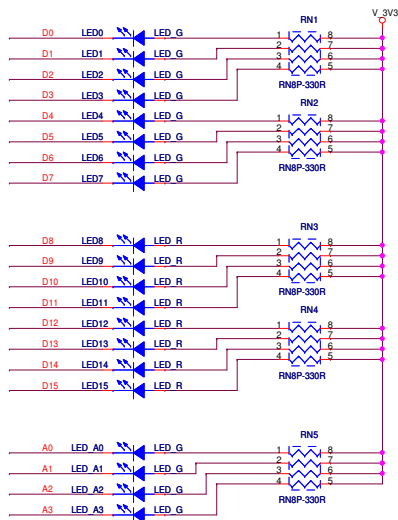 V_3V3
RN1
D0 LED0 LED_G 1 8
D1 LED1 LED_G 2 7
D2 LED2 LED_G 3 6
D3 LED3 LED_G 4 5
RN8P-330R
RN2
D4 LED4 LED_G 1 8
D5 LED5 LED_G 2 7
D6 LED6 LED_G 3 6
D7 LED7 LED_G 4 5
RN8P-330R
RN3
D8 LED8 LED_R 1 8
D9 LED9 LED_R 2 7
D10 LED10 LED_R 3 6
D11 LED11 LED_R 4 5
RN8P-330R
RN4
D12 LED12 LED_R 1 8
D13 LED13 LED_R 2 7
D14 LED14 LED_R 3 6
D15 LED15 LED_R 4 5
RN8P-330R
RN5
A0 LED_A0 LED_G 1 8
A1 LED_A1 LED_G 2 7
A2 LED_A2 LED_G 3 6
A3 LED_A3 LED_G 4 5
RN8P-330R